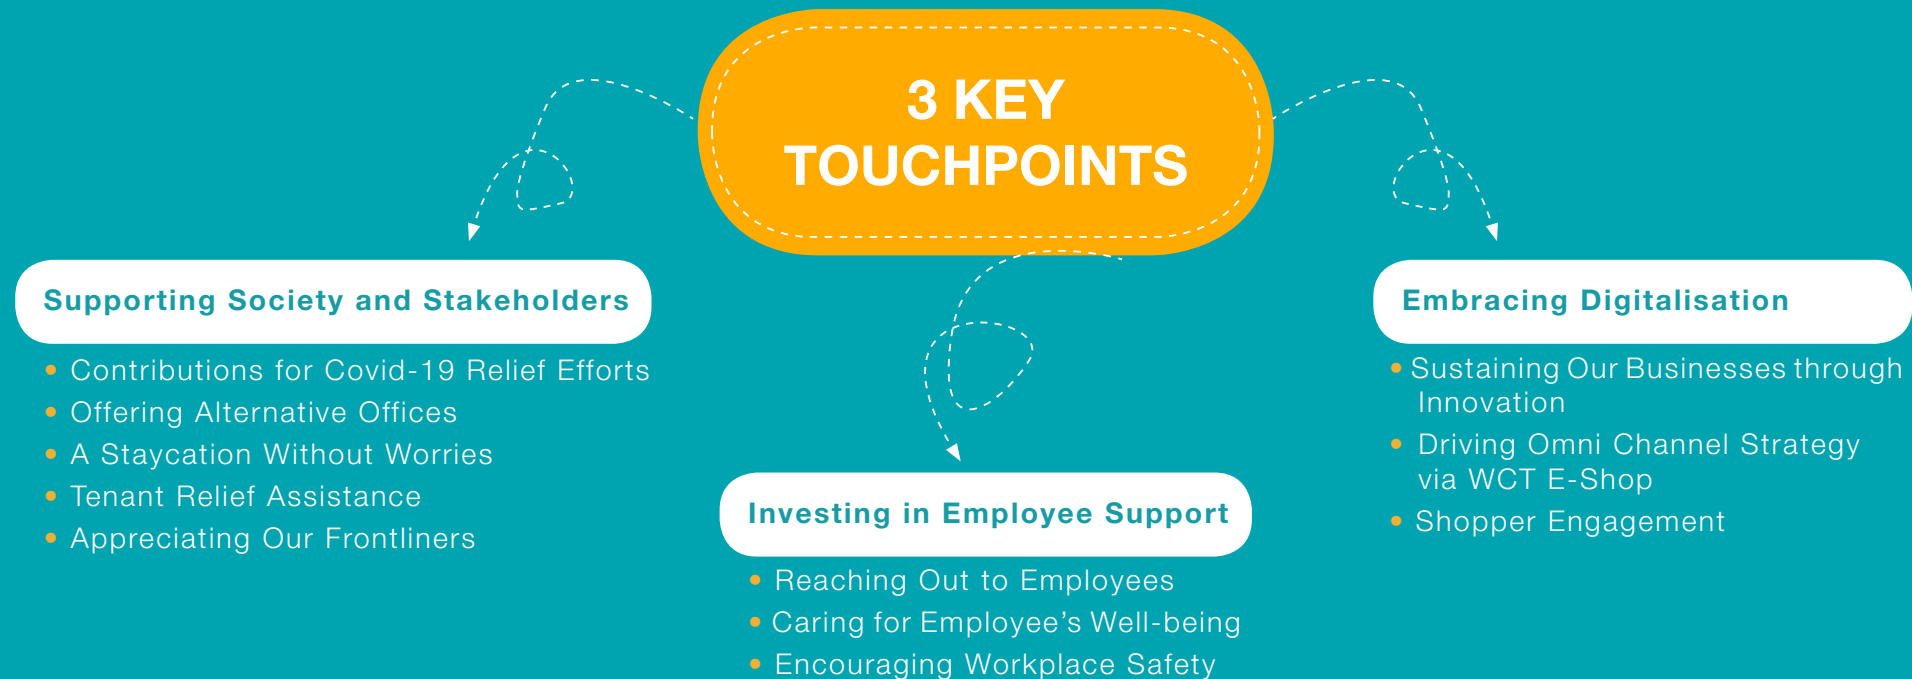 3 KEY
TOUCHPOINTS
Supporting Society and Stakeholders
• Contributions for Covid-19 Relief Efforts
• Offering Alternative Offices
• A Staycation Without Worries
• Tenant Relief Assistance
• Appreciating Our Frontliners
Investing in Employee Support
• Reaching Out to Employees
• Caring for Employee’s Well-being
• Encouraging Workplace Safety
Embracing Digitalisation
• Sustaining Our Businesses through
Innovation
• Driving Omni Channel Strategy
via WCT E-Shop
• Shopper Engagement